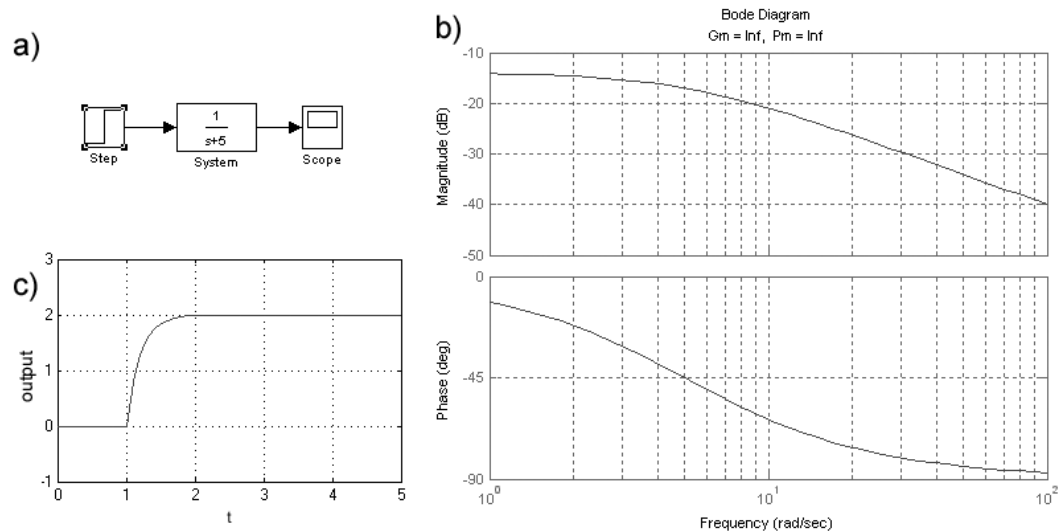 a)
1
s+5
Step
System
Scope
b)
Bode Diagram
Gm = Inf, Pm = Inf
Magnitude (dB)
-10
-20
-30
-40
-50
Phase (deg)
0
-45
-90
10^0
10^1
10^2
Frequency (rad/sec)
c)
output
3
2
1
0
-1
0
1
2
3
4
5
t